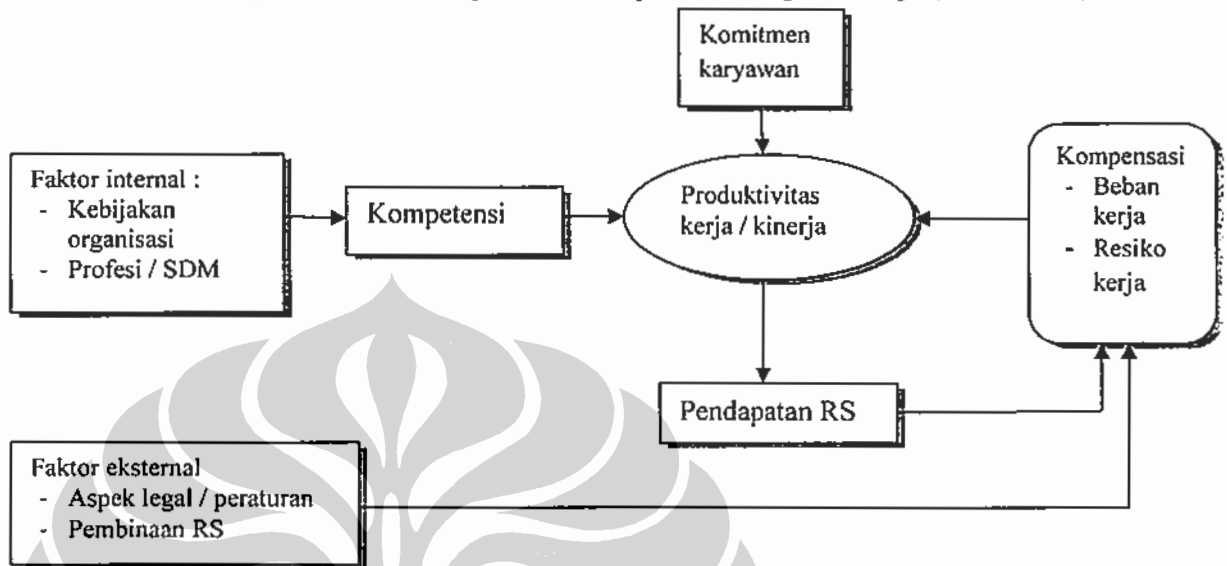 Komitmen
karyawan
Faktor internal :
- Kebijakan
organisasi
- Profesi / SDM
Kompetensi
Produktivitas
kerja / kinerja
Kompensasi
- Beban
kerja
- Resiko
kerja
Pendapatan RS
Faktor eksternal
- Aspek legal / peraturan
- Pembinaan RS